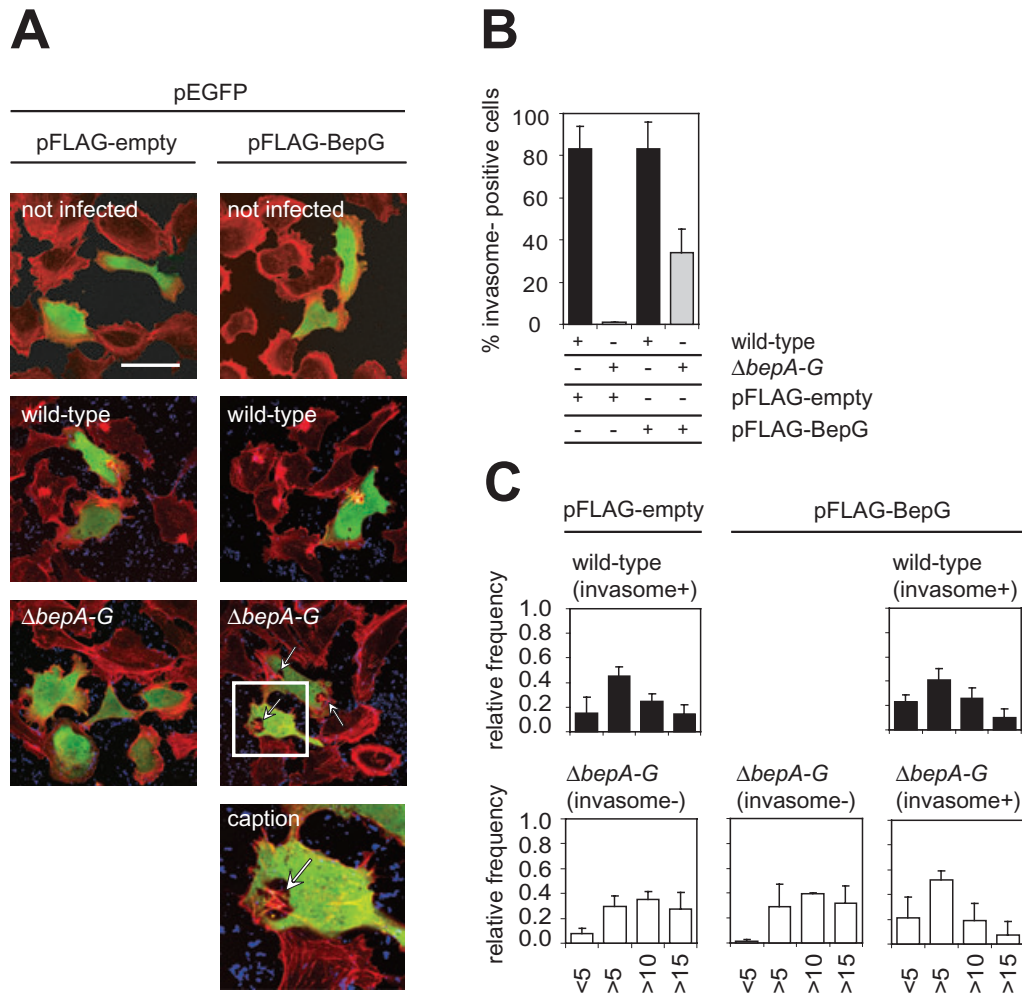 A
pEGFP
pFLAG-empty
pFLAG-BepG
not infected
not infected
wild-type
wild-type
ΔbepA-G
ΔbepA-G
caption
B
% invasome- positive cells
100
80
60
40
20
0
+ - + - wild-type
- + - + ΔbepA-G
+ + - - pFLAG-empty
- - + + pFLAG-BepG
C
pFLAG-empty
pFLAG-BepG
wild-type
(invasome+)
wild-type
(invasome+)
relative frequency
1.0
0.8
0.6
0.4
0.2
0.0
ΔbepA-G
(invasome-)
ΔbepA-G
(invasome-)
ΔbepA-G
(invasome+)
relative frequency
1.0
0.8
0.6
0.4
0.2
0.0
<5 >5 >10 >15
<5 >5 >10 >15
<5 >5 >10 >15